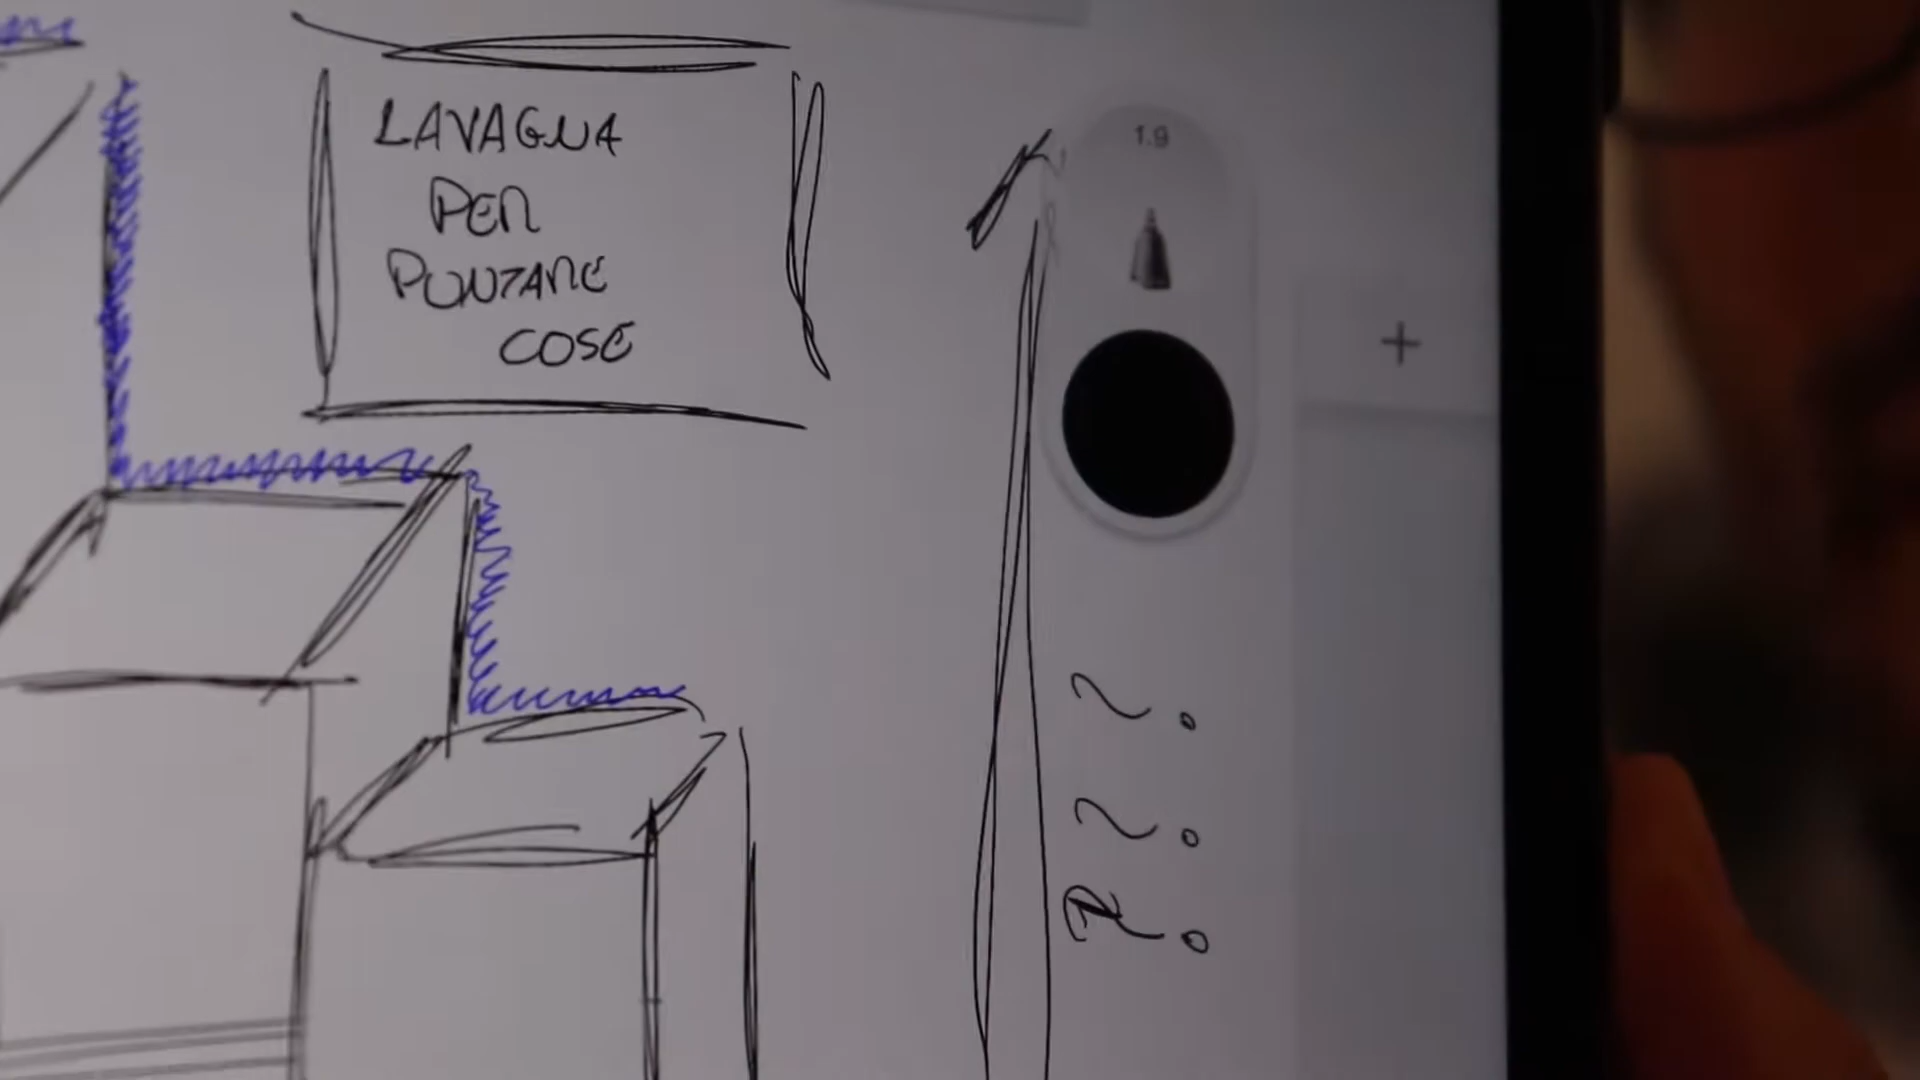 LAVAGNA
PER
PUNTARE
COSE
1.9
+
? ? ?